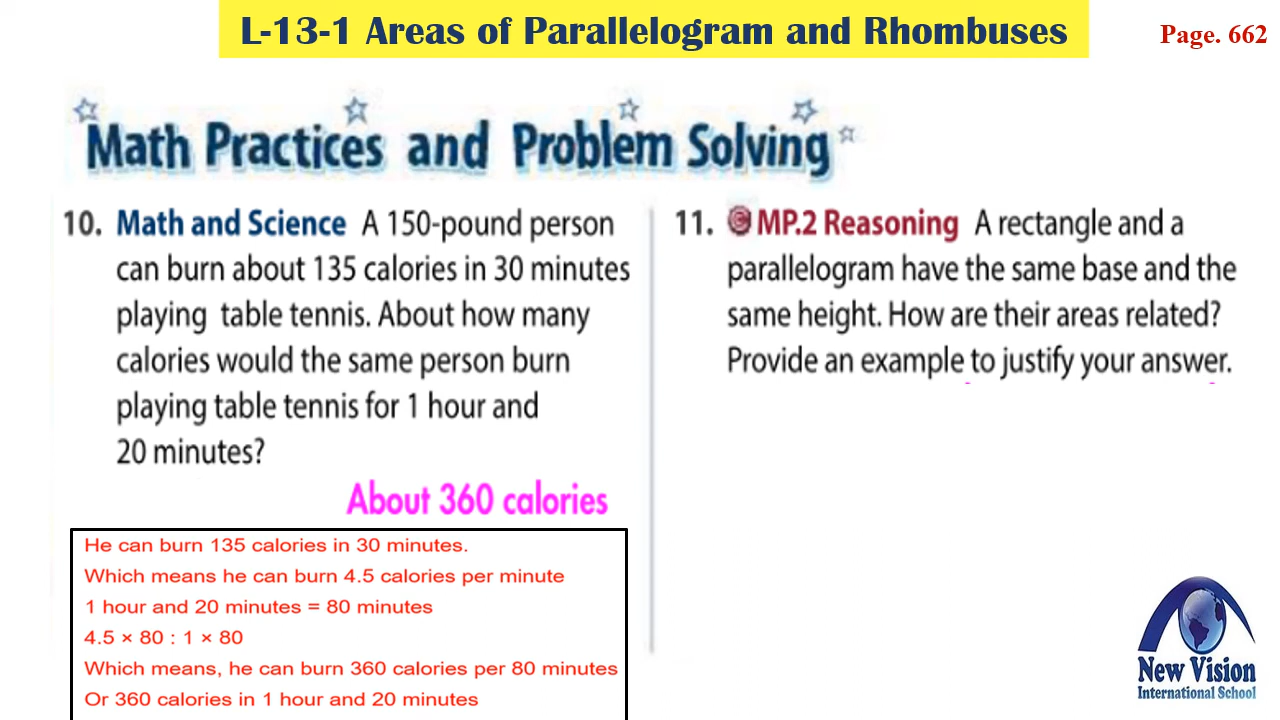 L-13-1 Areas of Parallelogram and Rhombuses
Page. 662
Math Practices and Problem Solving
10. Math and Science A 150-pound person
can burn about 135 calories in 30 minutes
playing table tennis. About how many
calories would the same person burn
playing table tennis for 1 hour and
20 minutes?
About 360 calories
He can burn 135 calories in 30 minutes.
Which means he can burn 4.5 calories per minute
1 hour and 20 minutes = 80 minutes
4.5 × 80 : 1 × 80
Which means, he can burn 360 calories per 80 minutes
Or 360 calories in 1 hour and 20 minutes
11. MP.2 Reasoning A rectangle and a
parallelogram have the same base and the
same height. How are their areas related?
Provide an example to justify your answer.
New Vision
International School